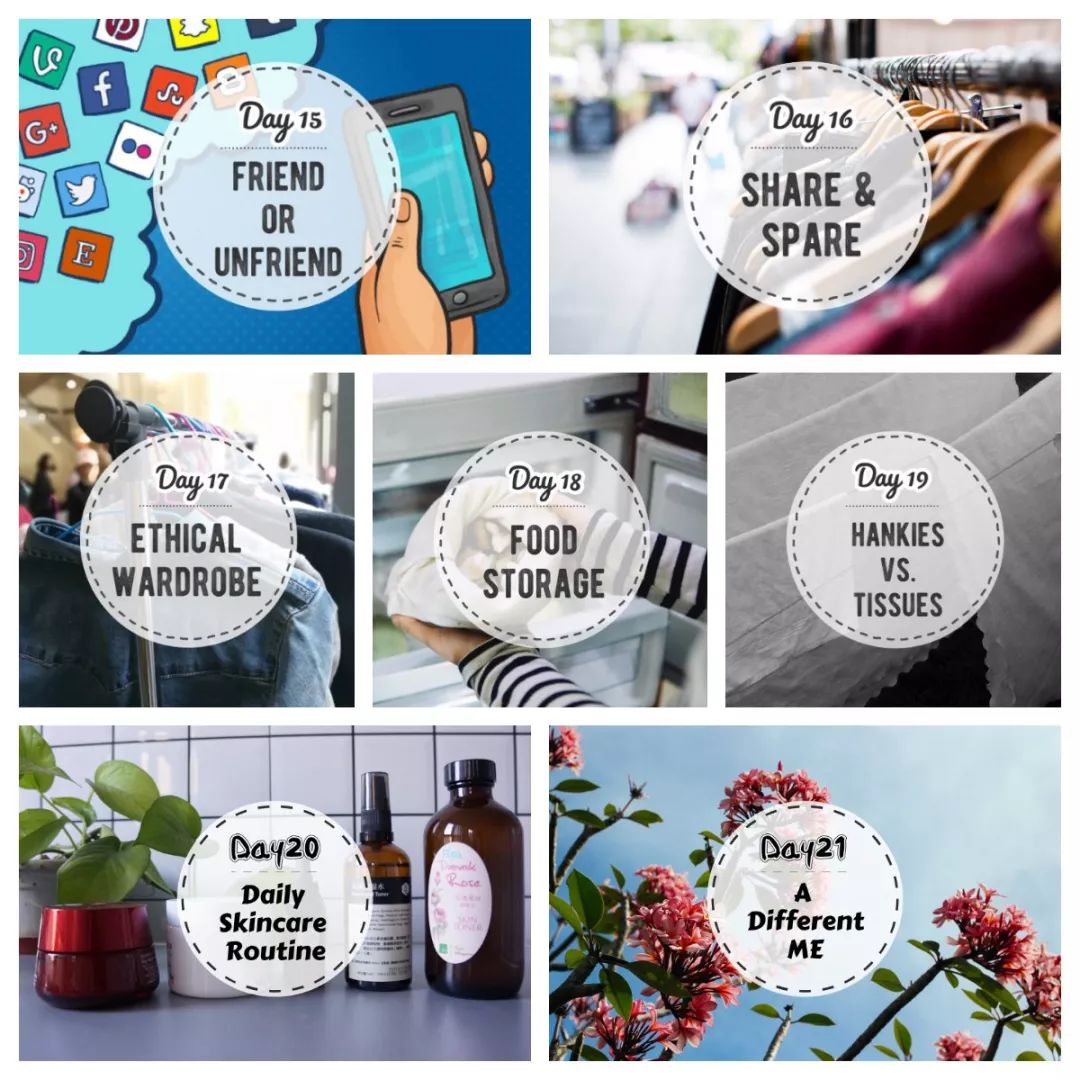 Day 15
FRIEND
OR
UNFRIEND
G+
f
E
Day 16
SHARE &
SPARE
Day 17
ETHICAL
WARDROBE
Day 18
FOOD
STORAGE
Day 19
HANKIES
VS.
TISSUES
Day20
Daily
Skincare
Routine
Rose
SKIN
TONER
Day21
A
Different
ME